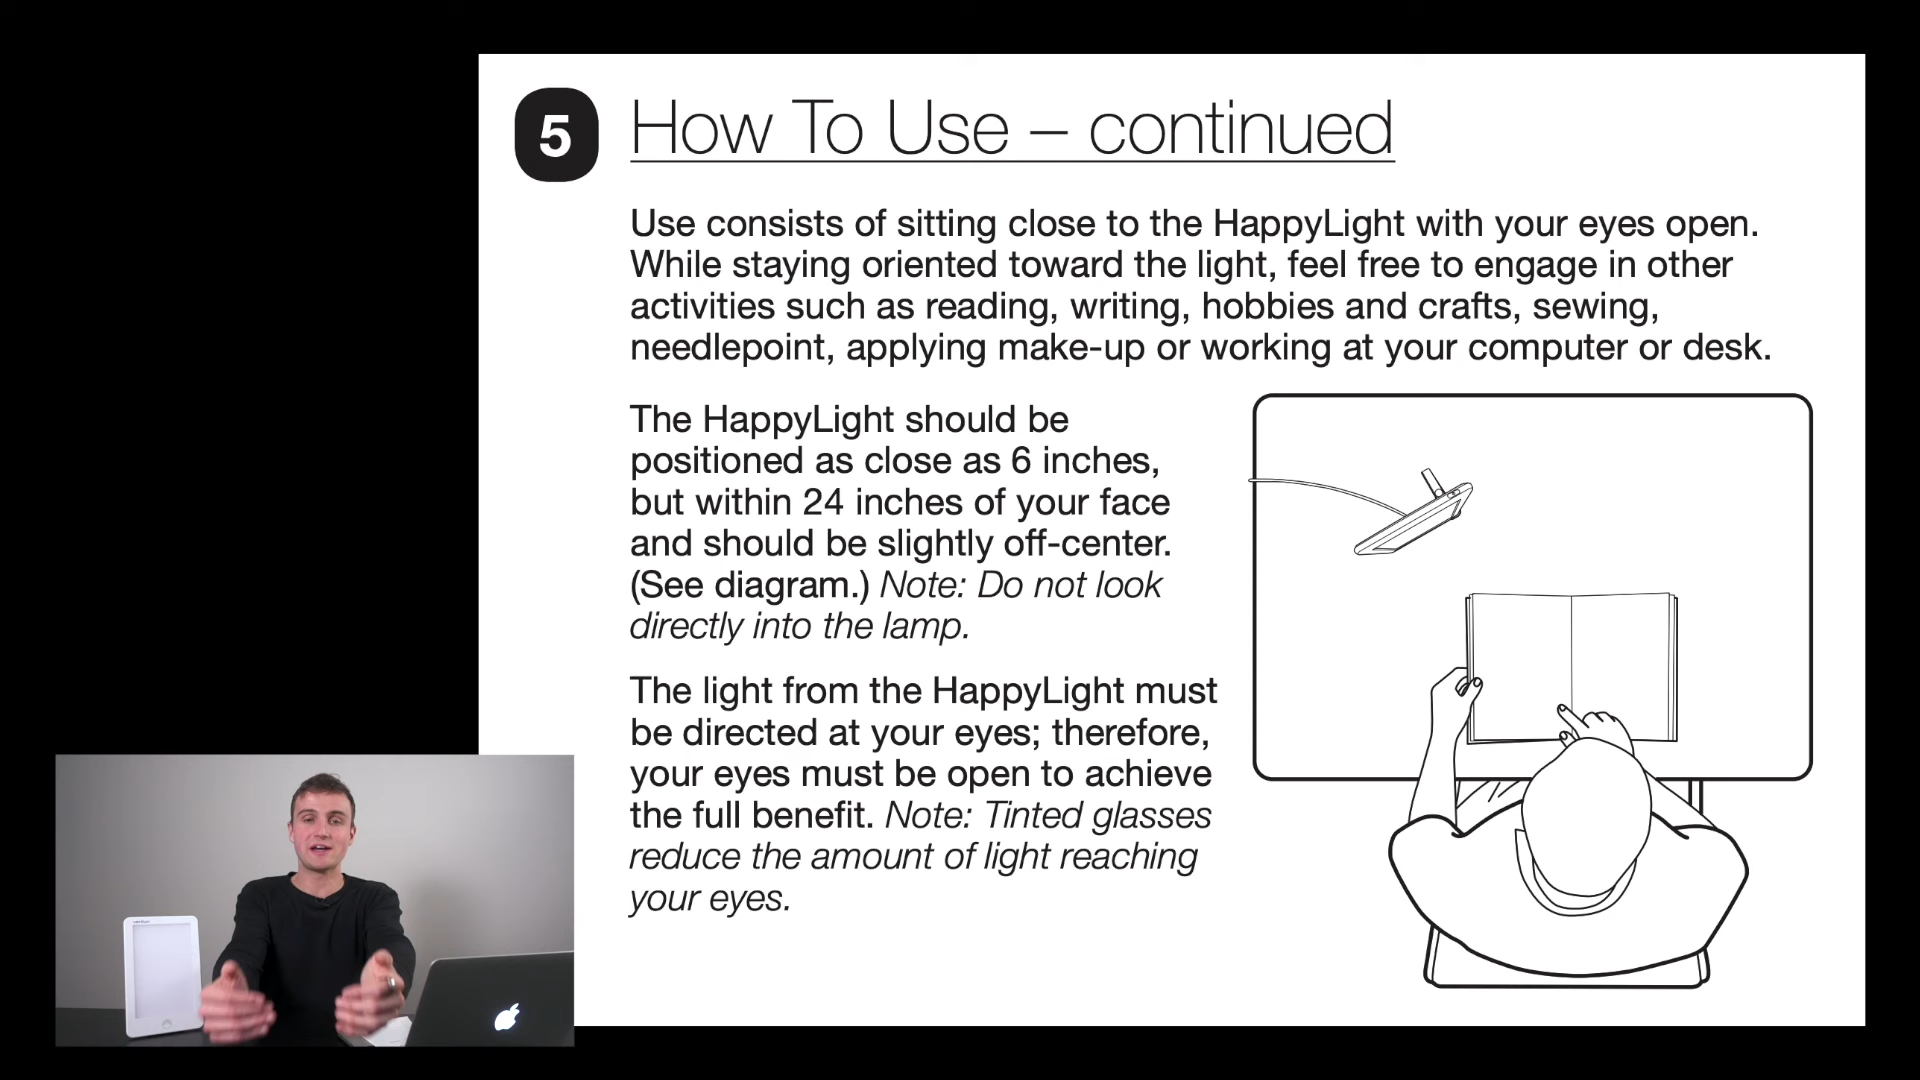 5
How To Use – continued
Use consists of sitting close to the HappyLight with your eyes open.
While staying oriented toward the light, feel free to engage in other
activities such as reading, writing, hobbies and crafts, sewing,
needlepoint, applying make-up or working at your computer or desk.
The HappyLight should be
positioned as close as 6 inches,
but within 24 inches of your face
and should be slightly off-center.
(See diagram.) Note: Do not look
directly into the lamp.
The light from the HappyLight must
be directed at your eyes; therefore,
your eyes must be open to achieve
the full benefit. Note: Tinted glasses
reduce the amount of light reaching
your eyes.